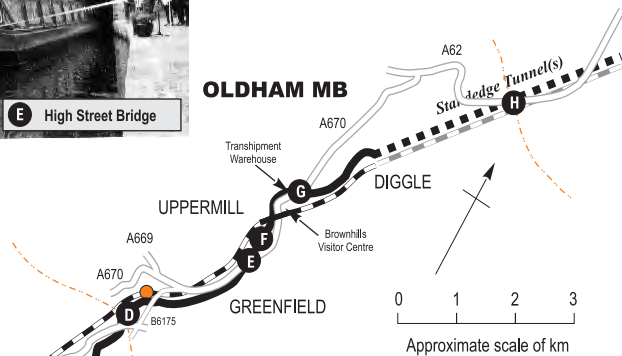 E High Street Bridge
OLDHAM MB
A62
Standedge Tunnel(s)
H
A670
Transhipment
Warehouse
G
DIGGLE
UPPERMILL
F
Brownhills
Visitor Centre
A669
E
A670
GREENFIELD
D
B6175
0 1 2 3
Approximate scale of km